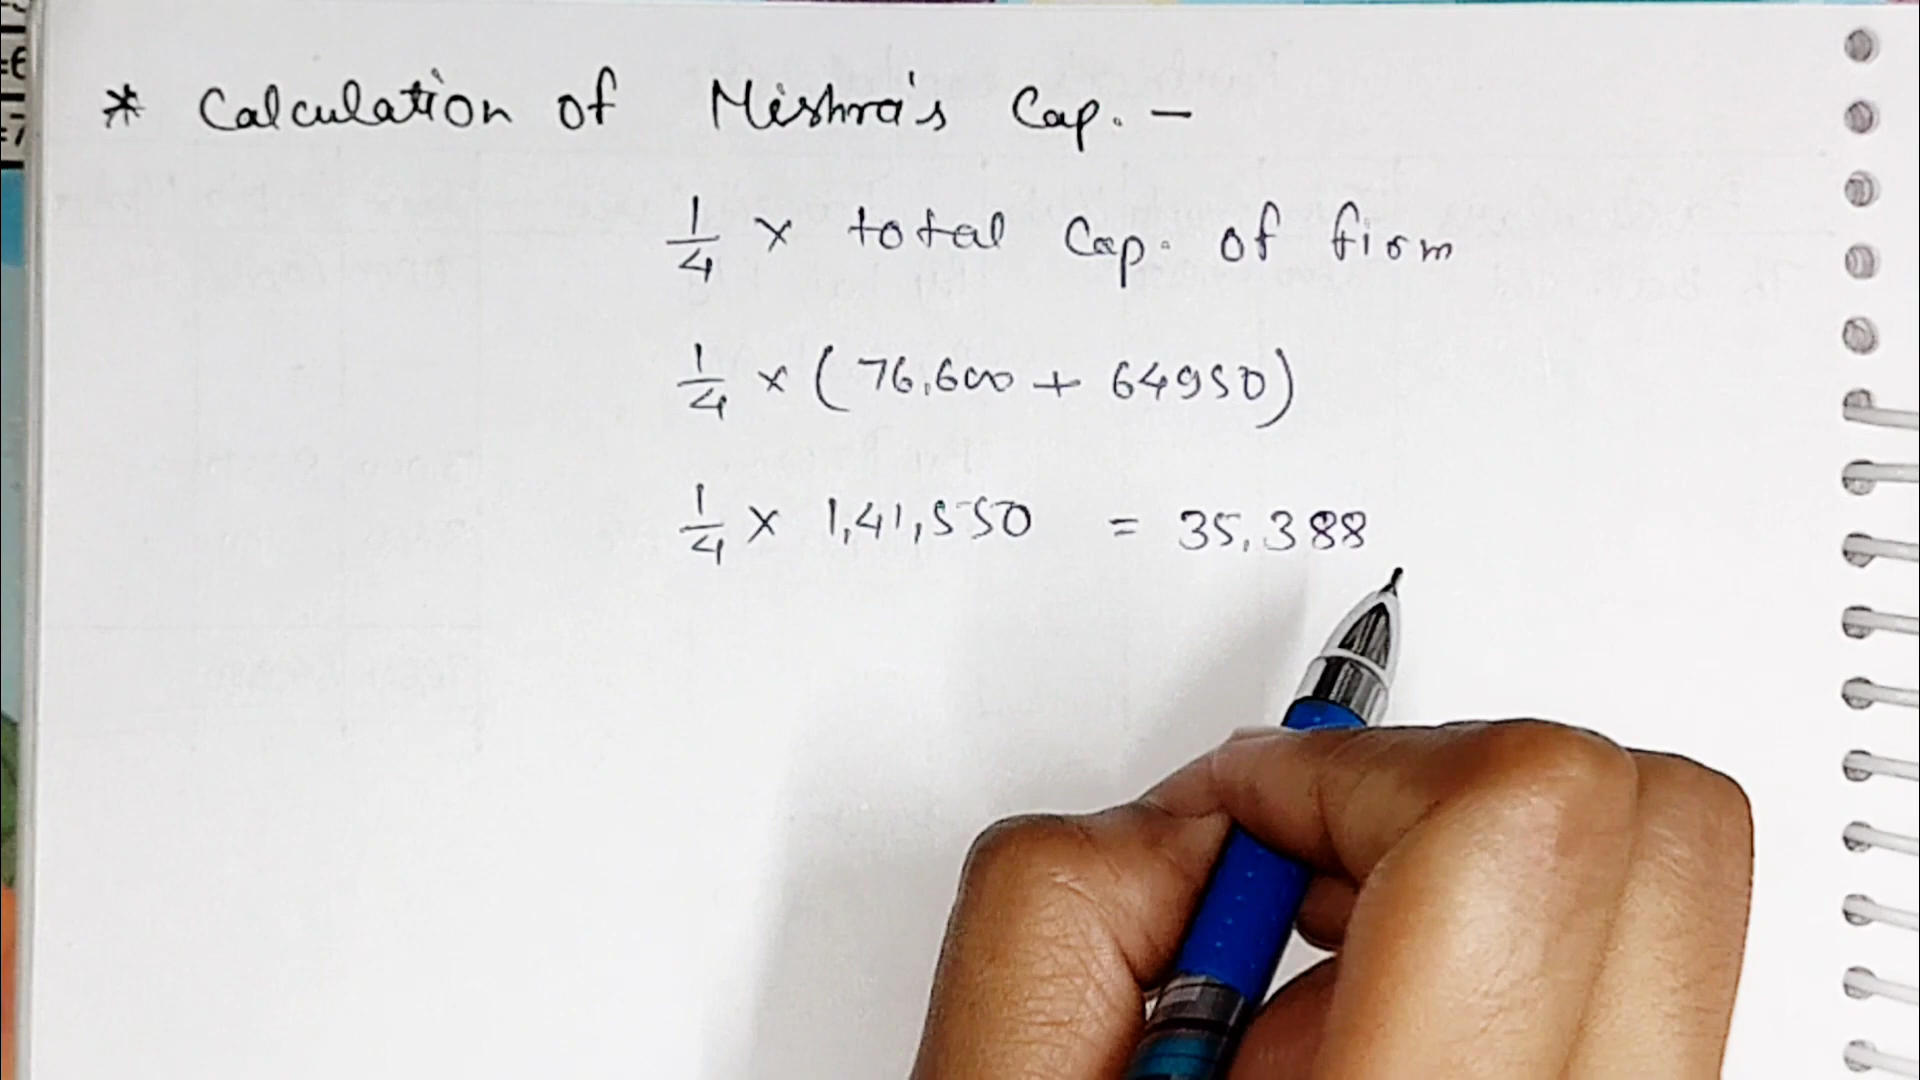 * Calculation of Mishra's Cap. -
1/4 × total Cap. of firm
1/4 × (76,600 + 64950)
1/4 × 1,41,550 = 35,388